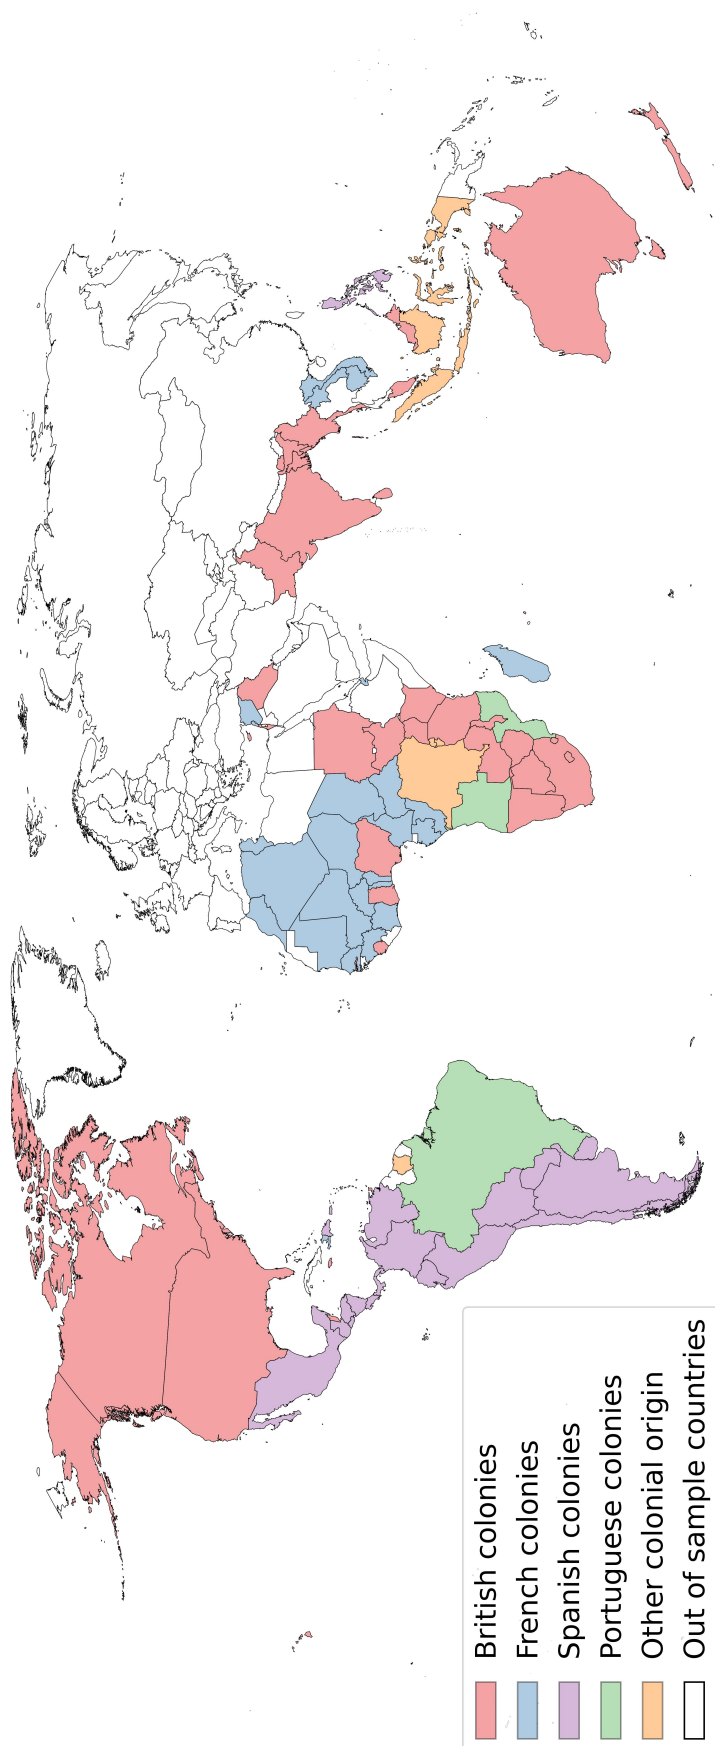 British colonies
French colonies
Spanish colonies
Portuguese colonies
Other colonial origin
Out of sample countries